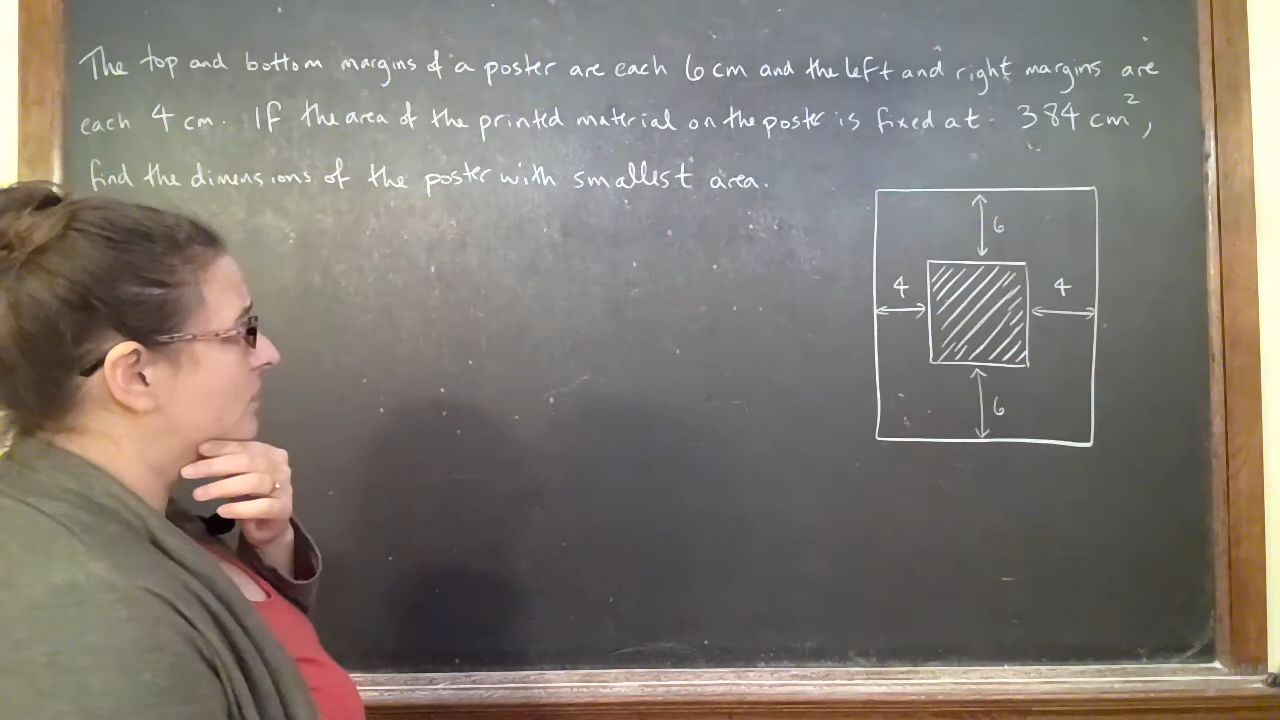 The top and bottom margins of a poster are each 6 cm and the left and right margins are
each 4 cm. If the area of the printed material on the poster is fixed at 384 cm²,
find the dimensions of the poster with smallest area.
6
4
4
6